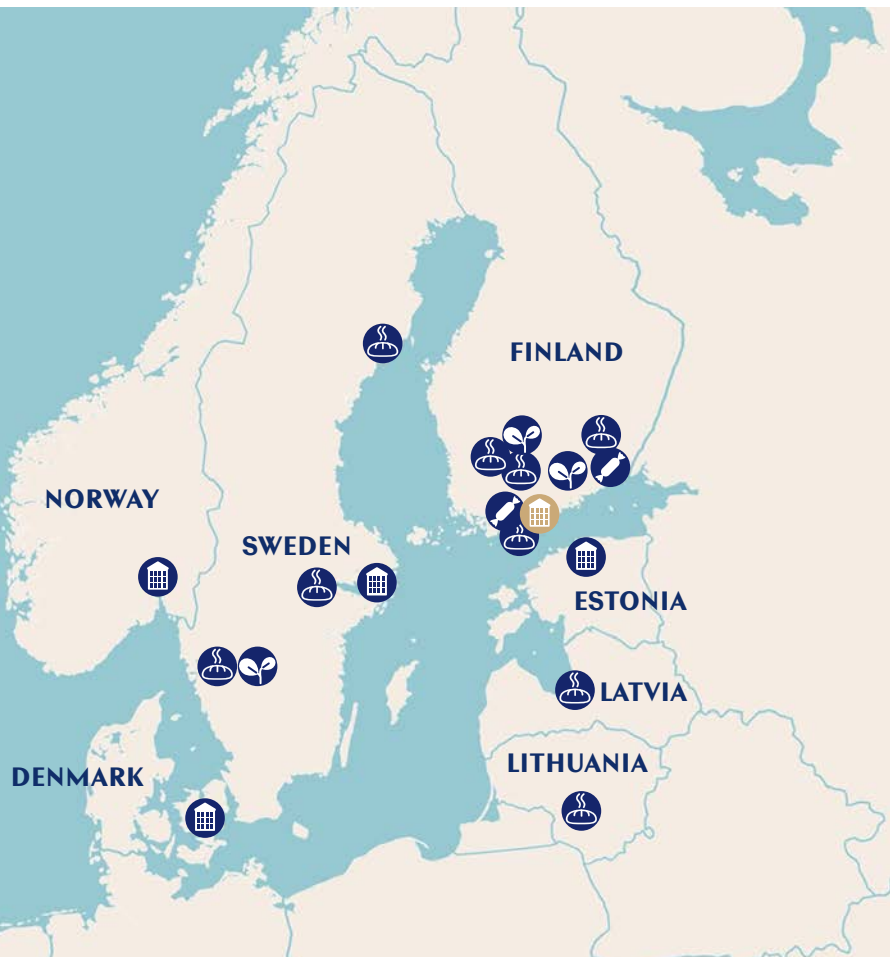 FINLAND
NORWAY
SWEDEN
ESTONIA
LATVIA
LITHUANIA
DENMARK